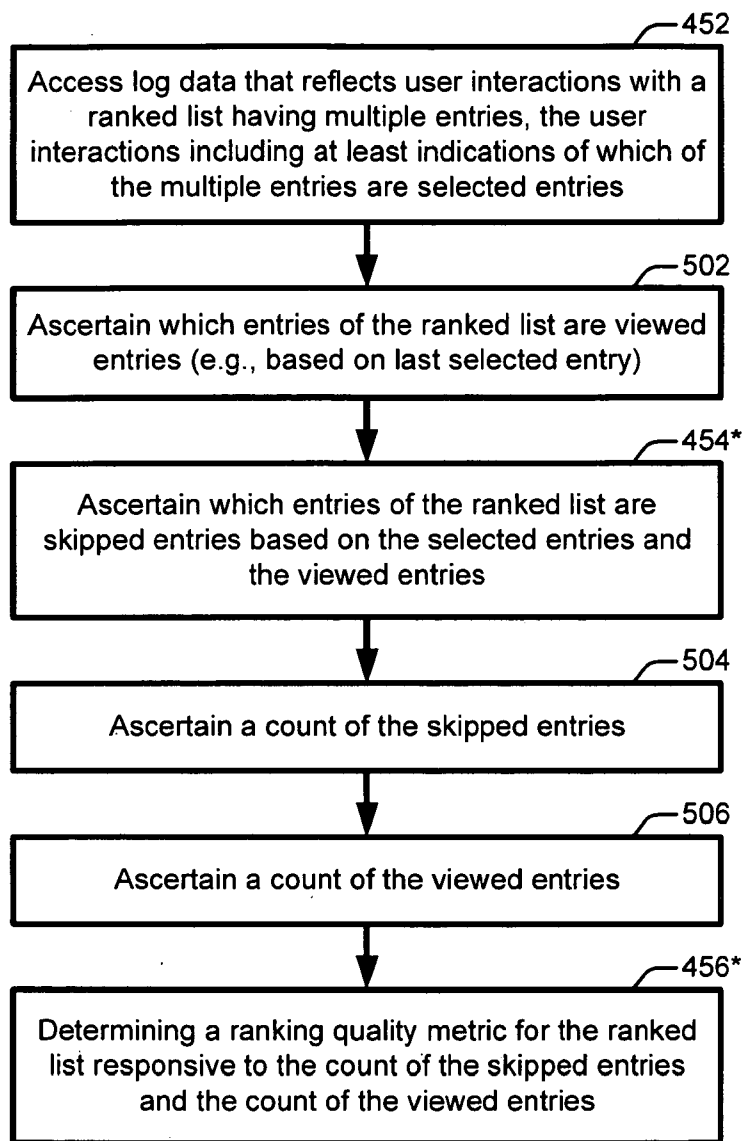 452
Access log data that reflects user interactions with a
ranked list having multiple entries, the user
interactions including at least indications of which of
the multiple entries are selected entries
502
Ascertain which entries of the ranked list are viewed
entries (e.g., based on last selected entry)
454*
Ascertain which entries of the ranked list are
skipped entries based on the selected entries and
the viewed entries
504
Ascertain a count of the skipped entries
506
Ascertain a count of the viewed entries
456*
Determining a ranking quality metric for the ranked
list responsive to the count of the skipped entries
and the count of the viewed entries